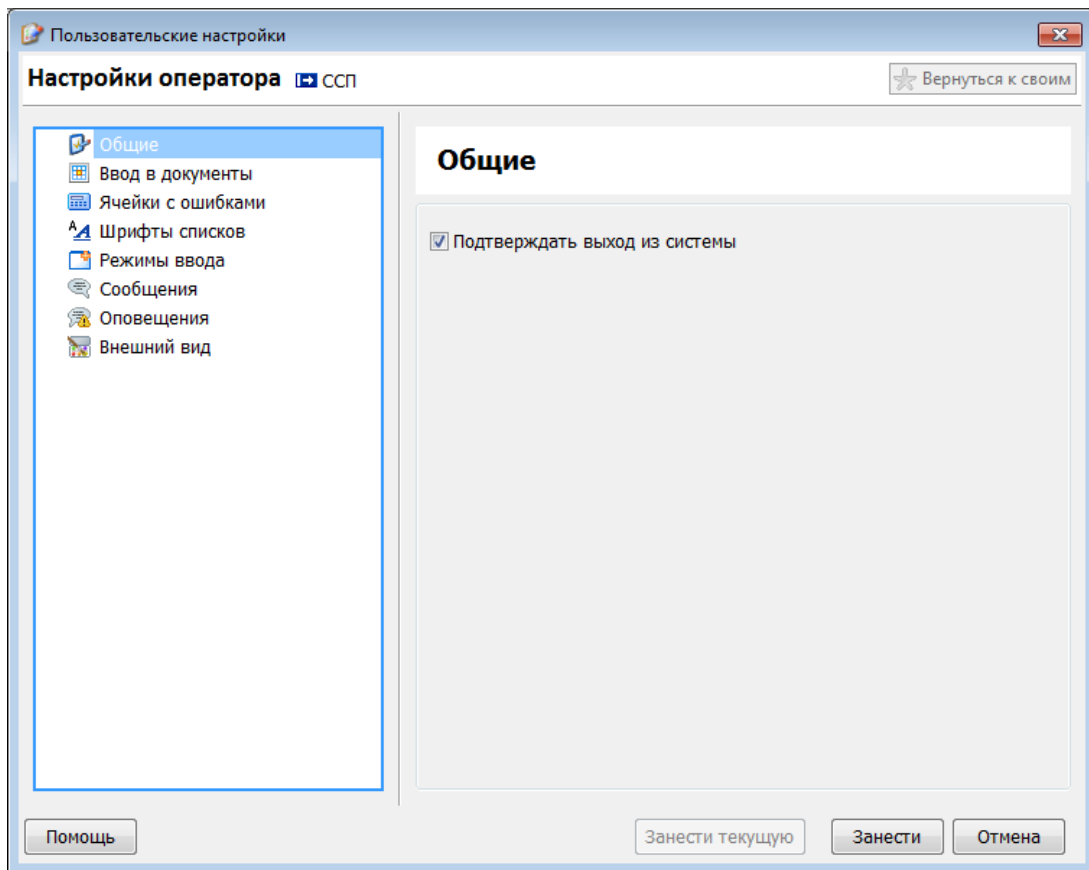 Пользовательские настройки
Настройки оператора ССП
Вернуться к своим
Общие
Ввод в документы
Ячейки с ошибками
Шрифты списков
Режимы ввода
Сообщения
Оповещения
Внешний вид
Общие
Подтверждать выход из системы
Помощь
Занести текущую
Занести
Отмена